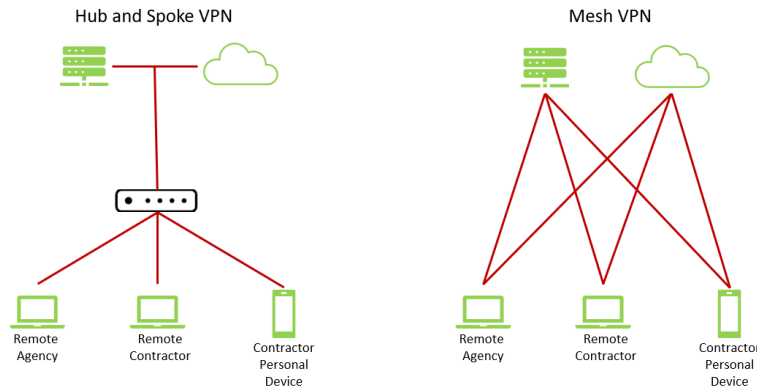 Hub and Spoke VPN
Mesh VPN
Remote
Agency
Remote
Contractor
Contractor
Personal
Device
Remote
Agency
Remote
Contractor
Contractor
Personal
Device